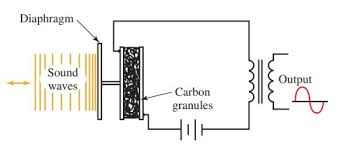 Diaphragm
Sound
waves
Carbon
granules
Output